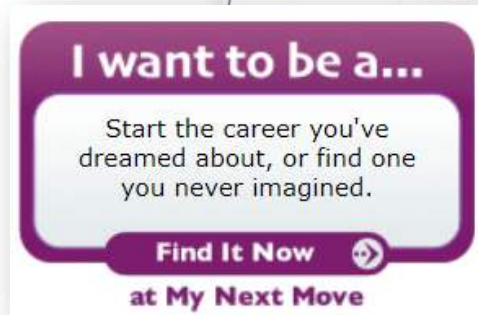 I want to be a...
Start the career you've
dreamed about, or find one
you never imagined.
Find It Now
at My Next Move